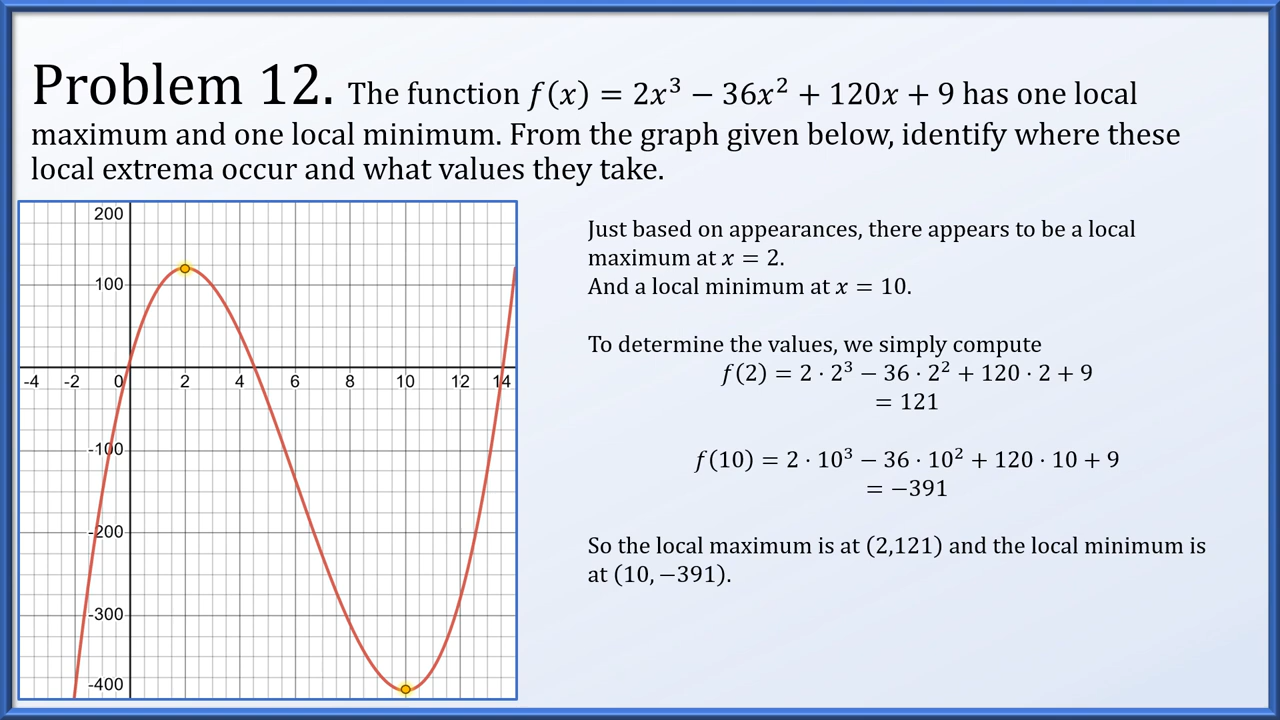 Problem 12. The function f(x) = 2x³ − 36x² + 120x + 9 has one local
maximum and one local minimum. From the graph given below, identify where these
local extrema occur and what values they take.
200
100
-4 -2 0 2 4 6 8 10 12 14
-100
-200
-300
-400
Just based on appearances, there appears to be a local
maximum at x = 2.
And a local minimum at x = 10.
To determine the values, we simply compute
f(2) = 2 · 2³ − 36 · 2² + 120 · 2 + 9
= 121
f(10) = 2 · 10³ − 36 · 10² + 120 · 10 + 9
= −391
So the local maximum is at (2,121) and the local minimum is
at (10, −391).